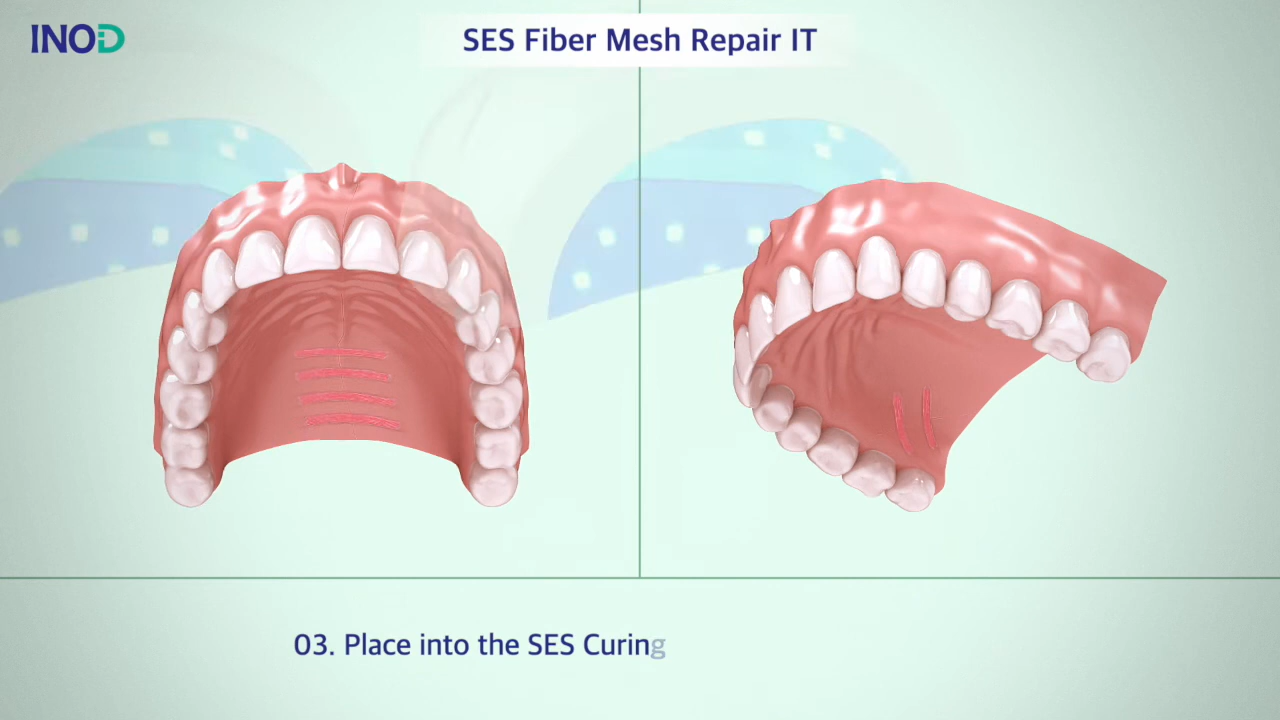 INOD
SES Fiber Mesh Repair IT
03. Place into the SES Curing